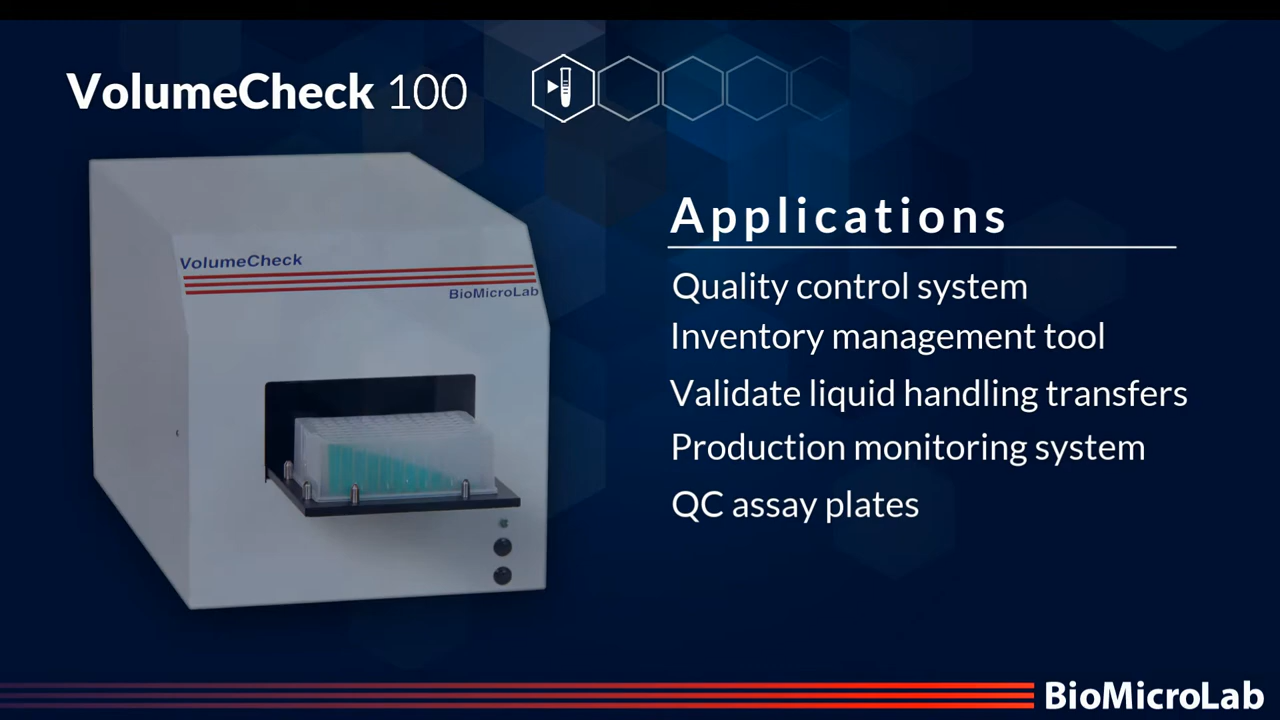 VolumeCheck 100
VolumeCheck
BioMicroLab
Applications
Quality control system
Inventory management tool
Validate liquid handling transfers
Production monitoring system
QC assay plates
BioMicroLab